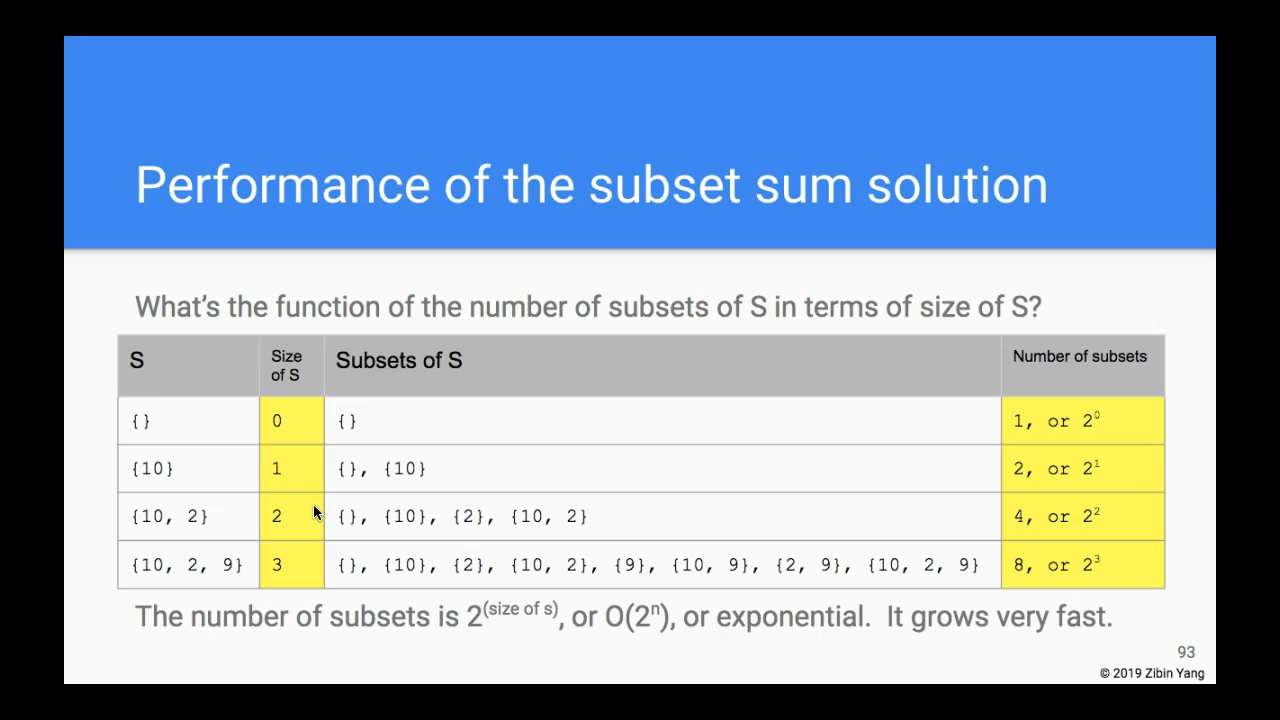 Performance of the subset sum solution
What's the function of the number of subsets of S in terms of size of S?
S Size of S Subsets of S Number of subsets
{} 0 {} 1, or 2⁰
{10} 1 {}, {10} 2, or 2¹
{10, 2} 2 {}, {10}, {2}, {10, 2} 4, or 2²
{10, 2, 9} 3 {}, {10}, {2}, {10, 2}, {9}, {10, 9}, {2, 9}, {10, 2, 9} 8, or 2³
The number of subsets is 2^(size of s), or O(2ⁿ), or exponential. It grows very fast.
93
© 2019 Zibin Yang